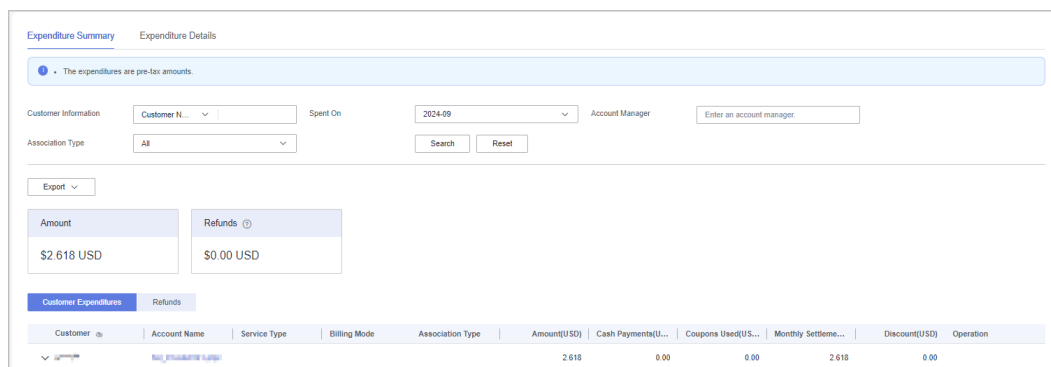 Expenditure Summary Expenditure Details
• The expenditures are pre-tax amounts.
Customer Information Customer N... Spent On 2024-09 Account Manager Enter an account manager.
Association Type All Search Reset
Export
Amount Refunds
$2.618 USD $0.00 USD
Customer Expenditures Refunds
Customer Account Name Service Type Billing Mode Association Type Amount(USD) Cash Payments(U... Coupons Used(US... Monthly Settleme... Discount(USD) Operation
2.618 0.00 0.00 2.618 0.00